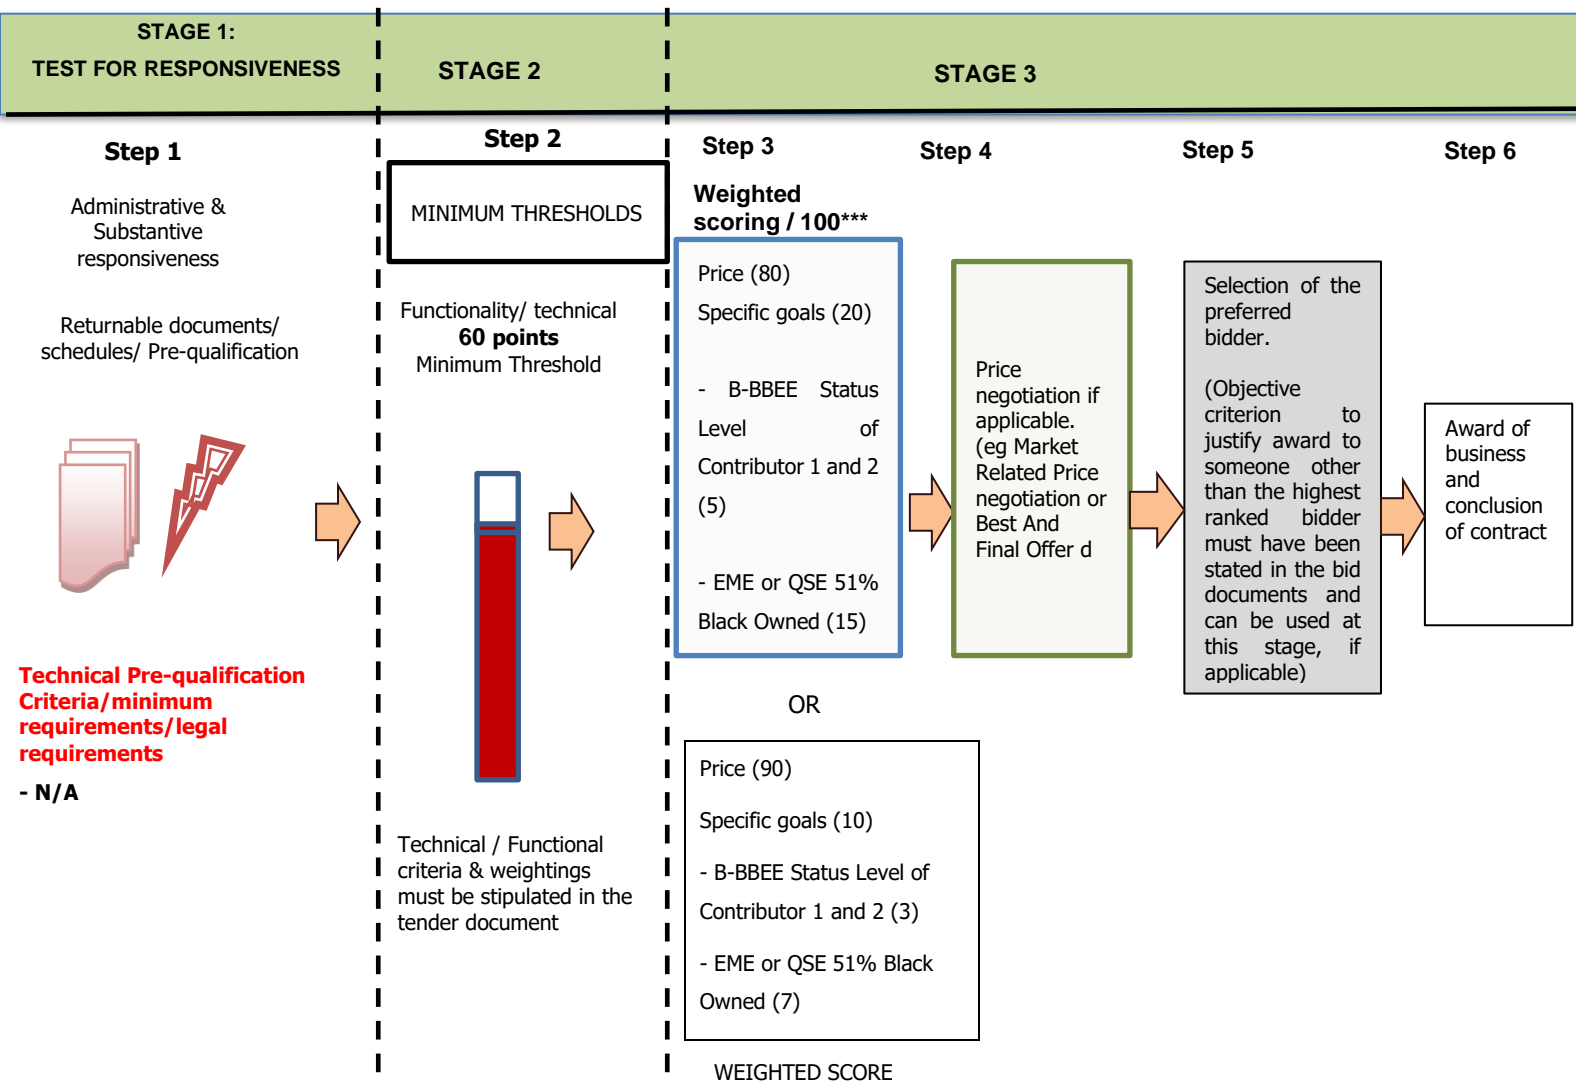 STAGE 1:
TEST FOR RESPONSIVENESS
STAGE 2
STAGE 3
Step 1
Administrative &
Substantive
responsiveness
Returnable documents/
schedules/ Pre-qualification
Technical Pre-qualification
Criteria/minimum
requirements/legal
requirements
- N/A
Step 2
MINIMUM THRESHOLDS
Functionality/ technical
60 points
Minimum Threshold
Technical / Functional
criteria & weightings
must be stipulated in the
tender document
Step 3
Weighted
scoring / 100***
Price (80)
Specific goals (20)
- B-BBEE Status
Level of
Contributor 1 and 2
(5)
- EME or QSE 51%
Black Owned (15)
OR
Price (90)
Specific goals (10)
- B-BBEE Status Level of
Contributor 1 and 2 (3)
- EME or QSE 51% Black
Owned (7)
WEIGHTED SCORE
Step 4
Price
negotiation if
applicable.
(eg Market
Related Price
negotiation or
Best And
Final Offer d
Step 5
Selection of the
preferred
bidder.
(Objective
criterion to
justify award to
someone other
than the highest
ranked bidder
must have been
stated in the bid
documents and
can be used at
this stage, if
applicable)
Step 6
Award of
business
and
conclusion
of contract